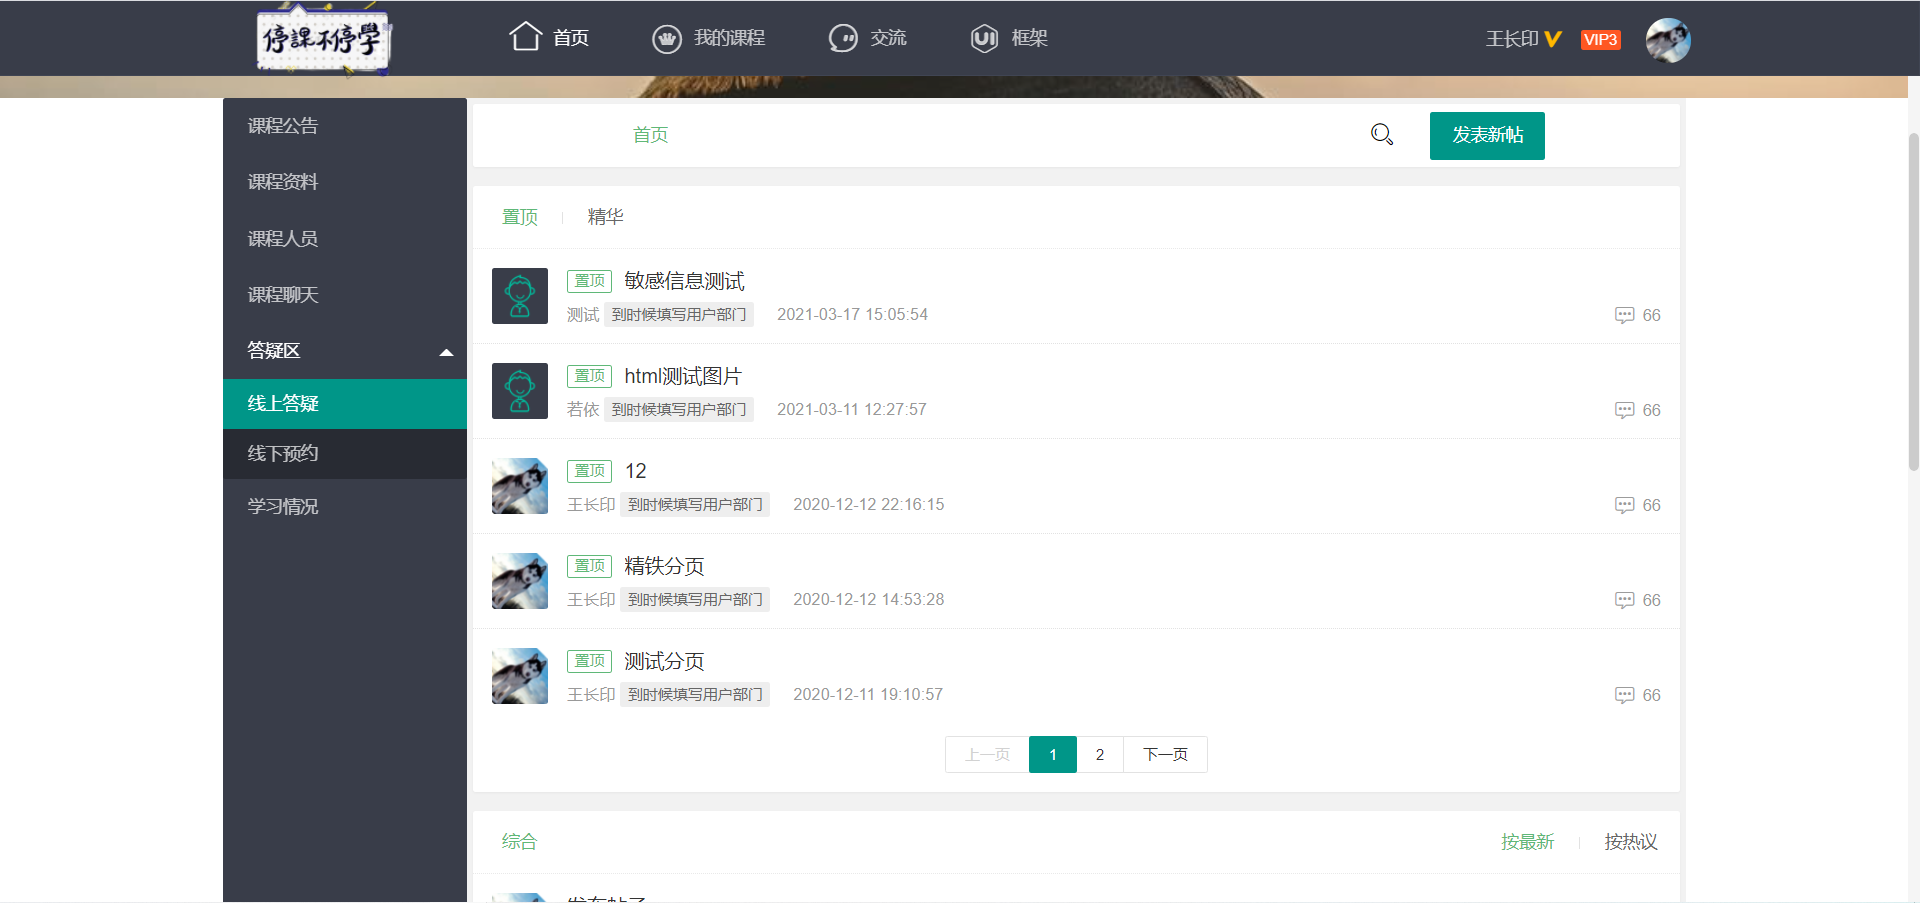 停課不停學
首页 我的课程 交流 框架
王长印 VIP3
课程公告
课程资料
课程人员
课程聊天
答疑区
线上答疑
线下预约
学习情况
首页
发表新帖
置顶 精华
置顶 敏感信息测试
测试 到时候填写用户部门 2021-03-17 15:05:54 66
置顶 html测试图片
若依 到时候填写用户部门 2021-03-11 12:27:57 66
置顶 12
王长印 到时候填写用户部门 2020-12-12 22:16:15 66
置顶 精铁分页
王长印 到时候填写用户部门 2020-12-12 14:53:28 66
置顶 测试分页
王长印 到时候填写用户部门 2020-12-11 19:10:57 66
上一页 1 2 下一页
综合 按最新 按热议